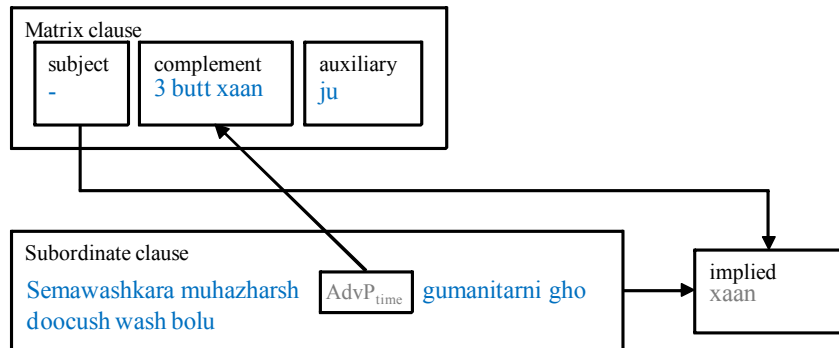 Matrix clause
subject complement auxiliary
- 3 butt xaan ju
Subordinate clause
Semawashkara muhazharsh AdvPtime gumanitarni gho
doocush wash bolu
implied
xaan